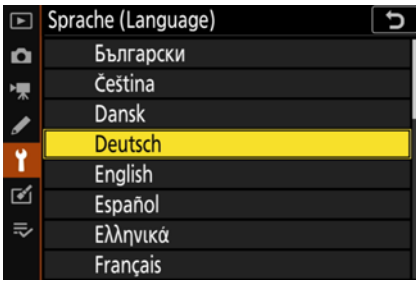 Sprache (Language)
Български
Čeština
Dansk
Deutsch
English
Español
Ελληνικά
Français